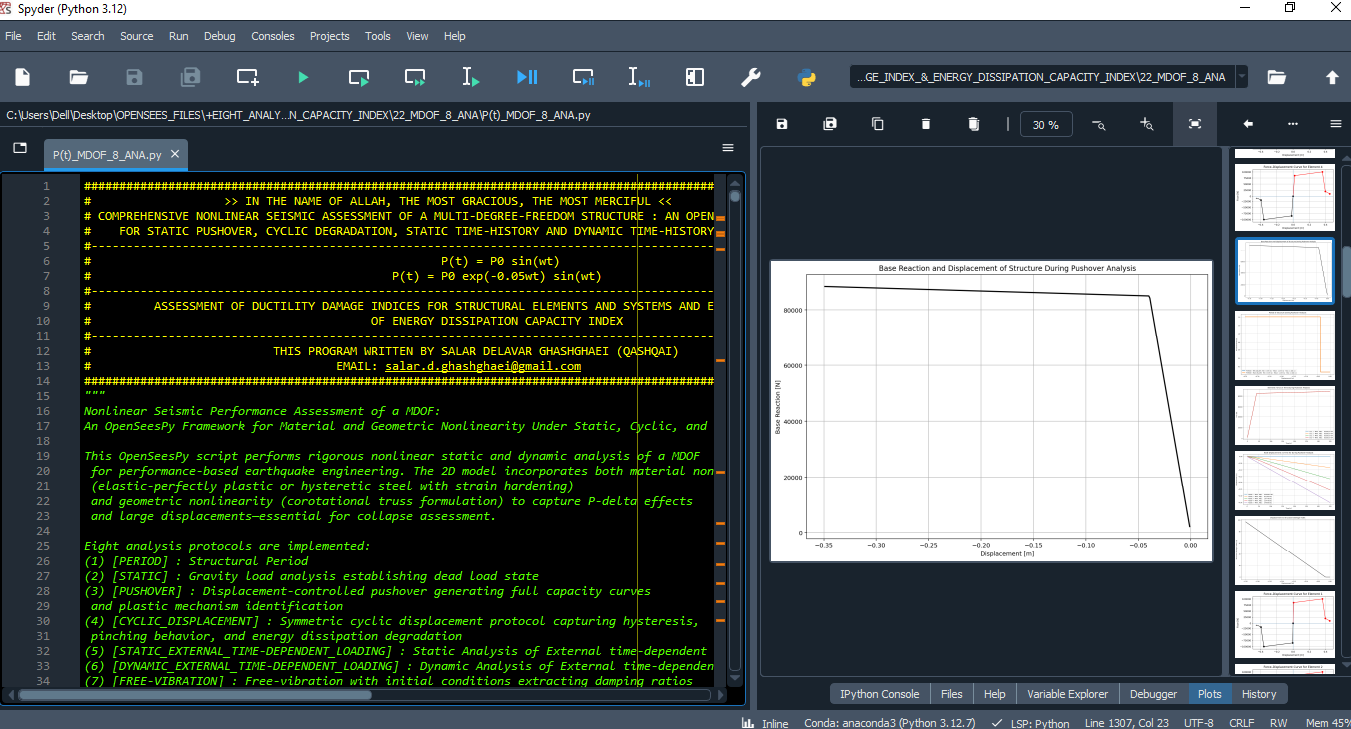 Spyder (Python 3.12)
File Edit Search Source Run Debug Consoles Projects Tools View Help
...GE_INDEX_&_ENERGY_DISSIPATION_CAPACITY_INDEX\22_MDOF_8_ANA
C:\Users\Dell\Desktop\OPENSEES_FILES\+EIGHT_ANALY...N_CAPACITY_INDEX\22_MDOF_8_ANA\P(t)_MDOF_8_ANA.py
30 %
P(t)_MDOF_8_ANA.py
1 ##########################################################################################
2 # >> IN THE NAME OF ALLAH, THE MOST GRACIOUS, THE MOST MERCIFUL <<
3 # COMPREHENSIVE NONLINEAR SEISMIC ASSESSMENT OF A MULTI-DEGREE-FREEDOM STRUCTURE : AN OPEN
4 # FOR STATIC PUSHOVER, CYCLIC DEGRADATION, STATIC TIME-HISTORY AND DYNAMIC TIME-HISTORY
5 #-----------------------------------------------------------------------------------------
6 # P(t) = P0 sin(wt)
7 # P(t) = P0 exp(-0.05wt) sin(wt)
8 #-----------------------------------------------------------------------------------------
9 # ASSESSMENT OF DUCTILITY DAMAGE INDICES FOR STRUCTURAL ELEMENTS AND SYSTEMS AND E
10 # OF ENERGY DISSIPATION CAPACITY INDEX
11 #-----------------------------------------------------------------------------------------
12 # THIS PROGRAM WRITTEN BY SALAR DELAVAR GHASHGHAEI (QASHQAI)
13 # EMAIL: salar.d.ghashghaei@gmail.com
14 ##########################################################################################
15 """
16 Nonlinear Seismic Performance Assessment of a MDOF:
17 An OpenSeesPy Framework for Material and Geometric Nonlinearity Under Static, Cyclic, and
18
19 This OpenSeesPy script performs rigorous nonlinear static and dynamic analysis of a MDOF
20 for performance-based earthquake engineering. The 2D model incorporates both material non
21 (elastic-perfectly plastic or hysteretic steel with strain hardening)
22 and geometric nonlinearity (corotational truss formulation) to capture P-delta effects
23 and large displacements—essential for collapse assessment.
24
25 Eight analysis protocols are implemented:
26 (1) [PERIOD] : Structural Period
27 (2) [STATIC] : Gravity load analysis establishing dead load state
28 (3) [PUSHOVER] : Displacement-controlled pushover generating full capacity curves
29 and plastic mechanism identification
30 (4) [CYCLIC_DISPLACEMENT] : Symmetric cyclic displacement protocol capturing hysteresis,
31 pinching behavior, and energy dissipation degradation
32 (5) [STATIC_EXTERNAL_TIME-DEPENDENT_LOADING] : Static Analysis of External time-dependent
33 (6) [DYNAMIC_EXTERNAL_TIME-DEPENDENT_LOADING] : Dynamic Analysis of External time-dependen
34 (7) [FREE-VIBRATION] : Free-vibration with initial conditions extracting damping ratios
Base Reaction and Displacement of Structure During Pushover Analysis
Base Reaction [N]
80000
60000
40000
20000
0
−0.35 −0.30 −0.25 −0.20 −0.15 −0.10 −0.05 0.00
Displacement [m]
IPython Console Files Help Variable Explorer Debugger Plots History
Inline Conda: anaconda3 (Python 3.12.7) LSP: Python Line 1307, Col 23 UTF-8 CRLF RW Mem 45%